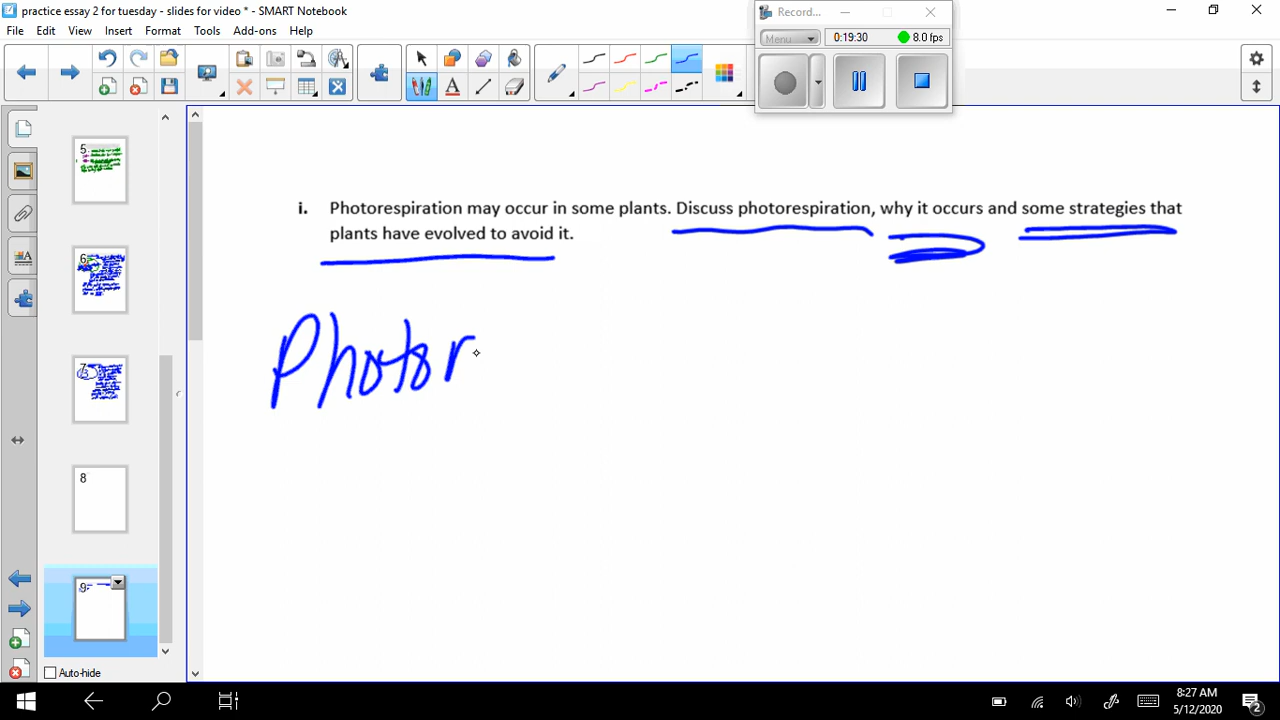 practice essay 2 for tuesday - slides for video * - SMART Notebook
File Edit View Insert Format Tools Add-ons Help
Record...
Menu
0:19:30
8.0 fps
5
6
7
8
9
i. Photorespiration may occur in some plants. Discuss photorespiration, why it occurs and some strategies that
plants have evolved to avoid it.
Photor
Auto-hide
8:27 AM
5/12/2020
2